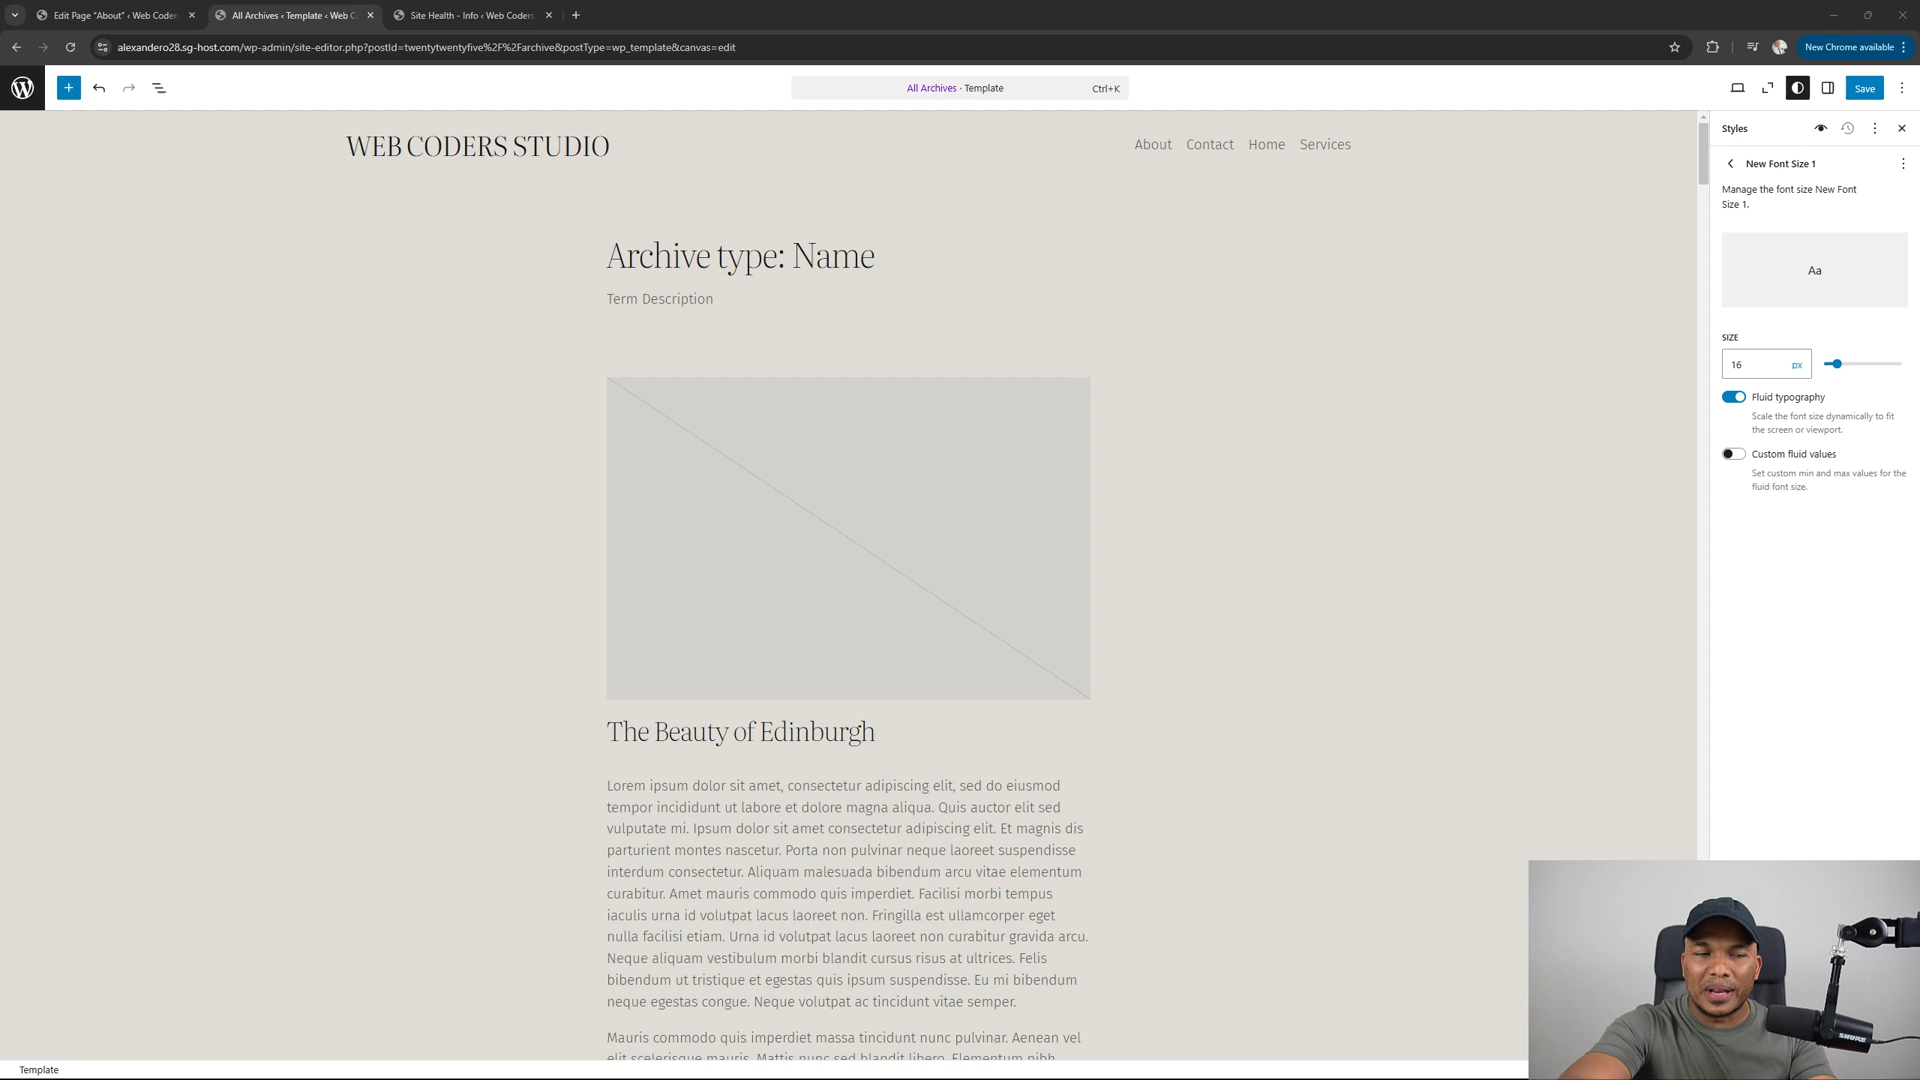 Edit Page "About" ‹ Web Coder
All Archives ‹ Template ‹ Web C
Site Health - Info ‹ Web Coders
alexandero28.sg-host.com/wp-admin/site-editor.php?postId=twentytwentyfive%2F%2Farchive&postType=wp_template&canvas=edit
New Chrome available
All Archives · Template
Ctrl+K
Save
WEB CODERS STUDIO
About Contact Home Services
Archive type: Name
Term Description
The Beauty of Edinburgh
Lorem ipsum dolor sit amet, consectetur adipiscing elit, sed do eiusmod
tempor incididunt ut labore et dolore magna aliqua. Quis auctor elit sed
vulputate mi. Ipsum dolor sit amet consectetur adipiscing elit. Et magnis dis
parturient montes nascetur. Porta non pulvinar neque laoreet suspendisse
interdum consectetur. Aliquam malesuada bibendum arcu vitae elementum
curabitur. Amet mauris commodo quis imperdiet. Facilisi morbi tempus
iaculis urna id volutpat lacus laoreet non. Fringilla est ullamcorper eget
nulla facilisi etiam. Urna id volutpat lacus laoreet non curabitur gravida arcu.
Neque aliquam vestibulum morbi blandit cursus risus at ultrices. Felis
bibendum ut tristique et egestas quis ipsum suspendisse. Eu mi bibendum
neque egestas congue. Neque volutpat ac tincidunt vitae semper.
Mauris commodo quis imperdiet massa tincidunt nunc pulvinar. Aenean vel
elit scelerisque mauris. Mattis nunc sed blandit libero. Elementum nibh
Template
Styles
New Font Size 1
Manage the font size New Font
Size 1.
Aa
SIZE
16 px
Fluid typography
Scale the font size dynamically to fit
the screen or viewport.
Custom fluid values
Set custom min and max values for the
fluid font size.
SHURE